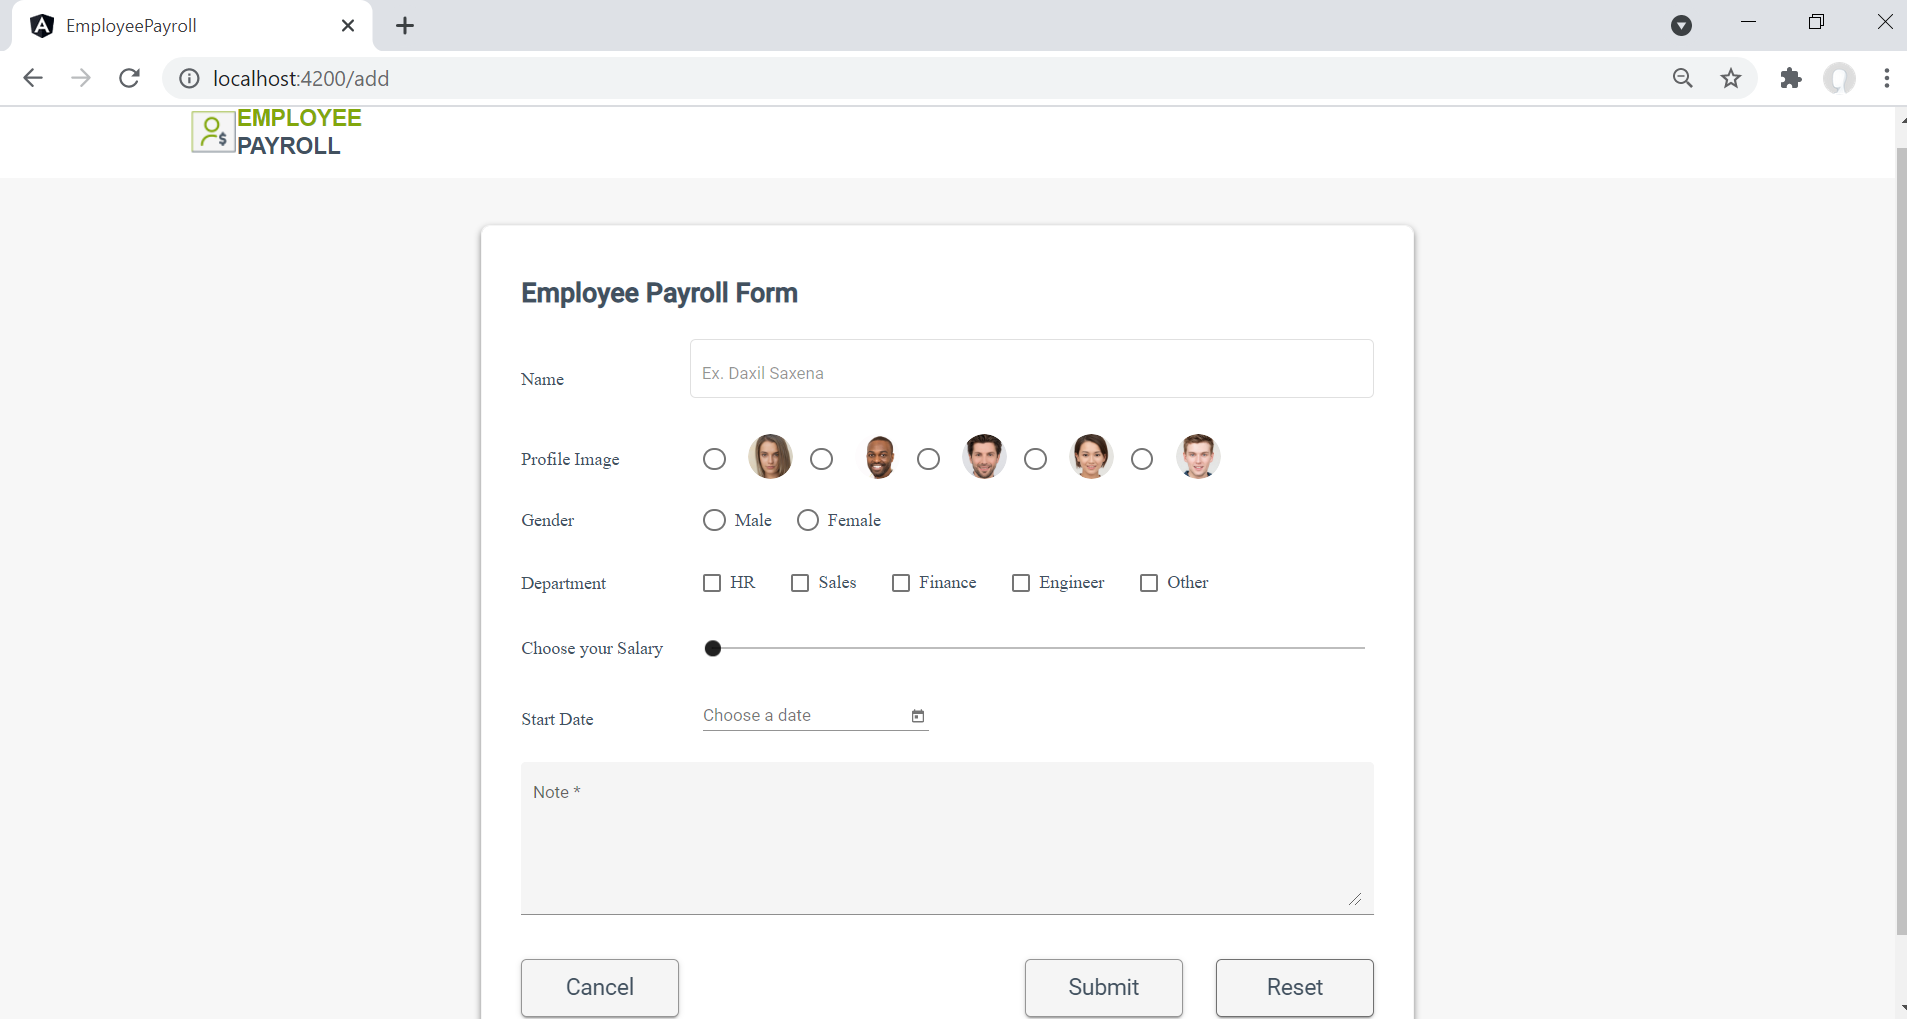 EmployeePayroll
localhost:4200/add
EMPLOYEE
PAYROLL
Employee Payroll Form
Name
Ex. Daxil Saxena
Profile Image
Gender
Male
Female
Department
HR
Sales
Finance
Engineer
Other
Choose your Salary
Start Date
Choose a date
Note *
Cancel
Submit
Reset